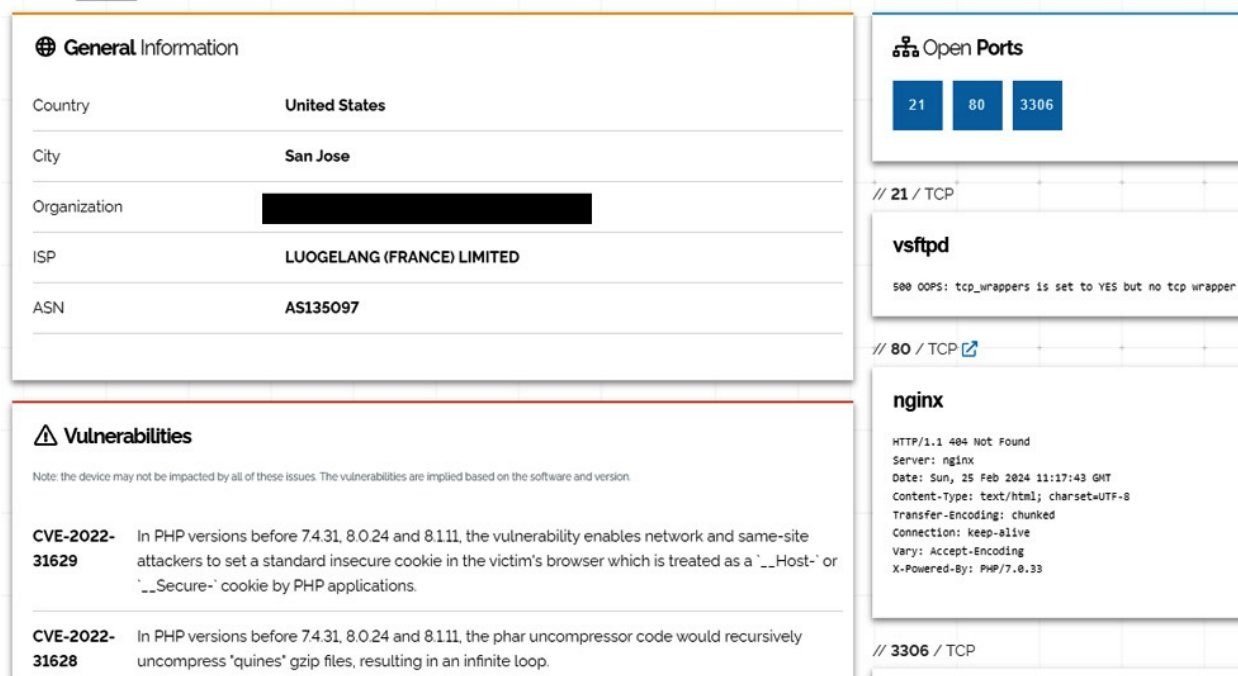 General Information
Country United States
City San Jose
Organization
ISP LUOGELANG (FRANCE) LIMITED
ASN AS135097
Vulnerabilities
Note: the device may not be impacted by all of these issues. The vulnerabilities are implied based on the software and version.
CVE-2022-31629 In PHP versions before 7.4.31, 8.0.24 and 8.1.11, the vulnerability enables network and same-site
attackers to set a standard insecure cookie in the victim's browser which is treated as a `__Host-` or
`__Secure-` cookie by PHP applications.
CVE-2022-31628 In PHP versions before 7.4.31, 8.0.24 and 8.1.11, the phar uncompressor code would recursively
uncompress "quines" gzip files, resulting in an infinite loop.
Open Ports
21 80 3306
// 21 / TCP
vsftpd
500 OOPS: tcp_wrappers is set to YES but no tcp wrapper
// 80 / TCP
nginx
HTTP/1.1 404 Not Found
Server: nginx
Date: Sun, 25 Feb 2024 11:17:43 GMT
Content-Type: text/html; charset=UTF-8
Transfer-Encoding: chunked
Connection: keep-alive
Vary: Accept-Encoding
X-Powered-By: PHP/7.0.33
// 3306 / TCP